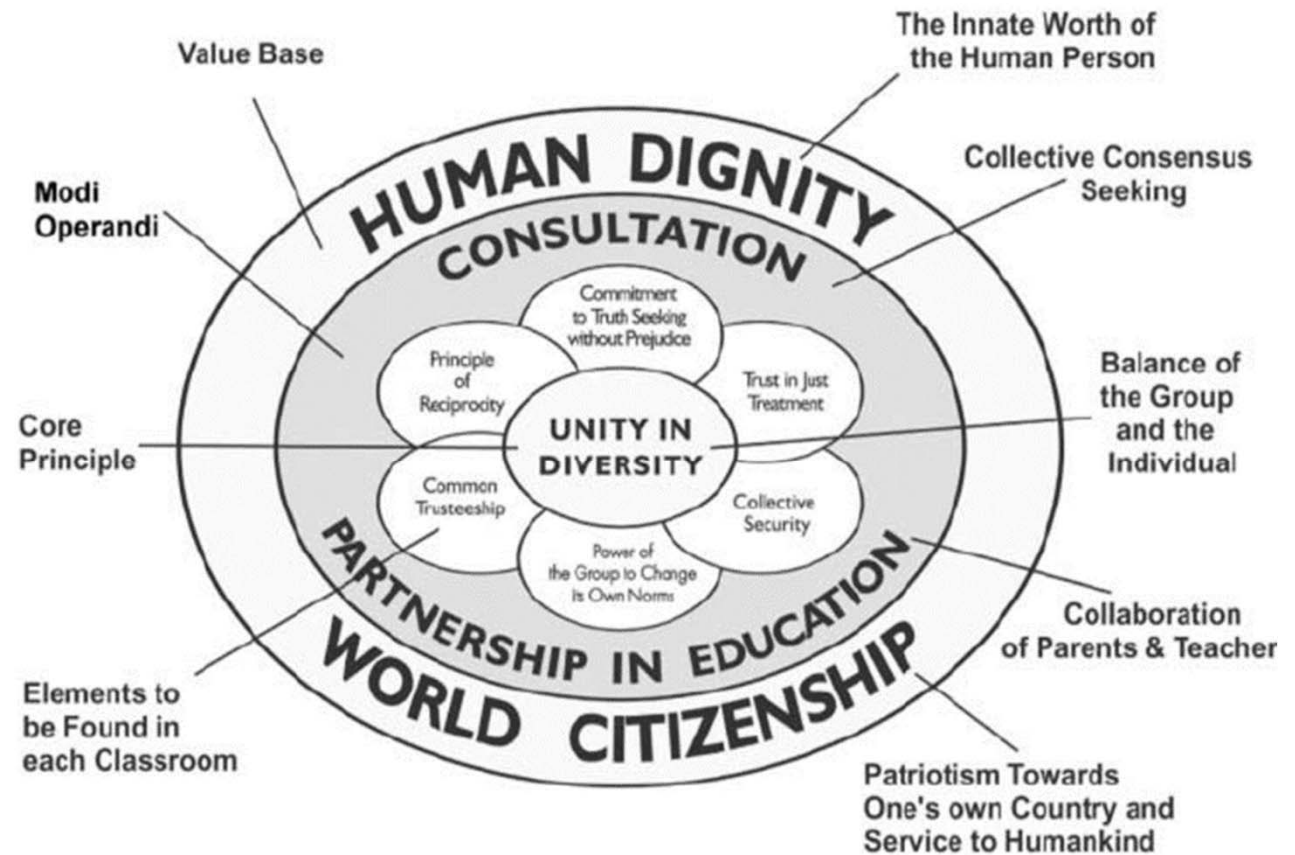 Value Base
The Innate Worth of
the Human Person
Modi
Operandi
Collective Consensus
Seeking
HUMAN DIGNITY
CONSULTATION
Commitment
to Truth Seeking
without Prejudice
Principle
of
Reciprocity
Trust in Just
Treatment
Balance of
the Group
and the
Individual
Core
Principle
UNITY IN
DIVERSITY
Common
Trusteeship
Collective
Security
Power of
the Group to Change
its Own Norms
PARTNERSHIP IN EDUCATION
WORLD CITIZENSHIP
Collaboration
of Parents & Teacher
Elements to
be Found in
each Classroom
Patriotism Towards
One's own Country and
Service to Humankind